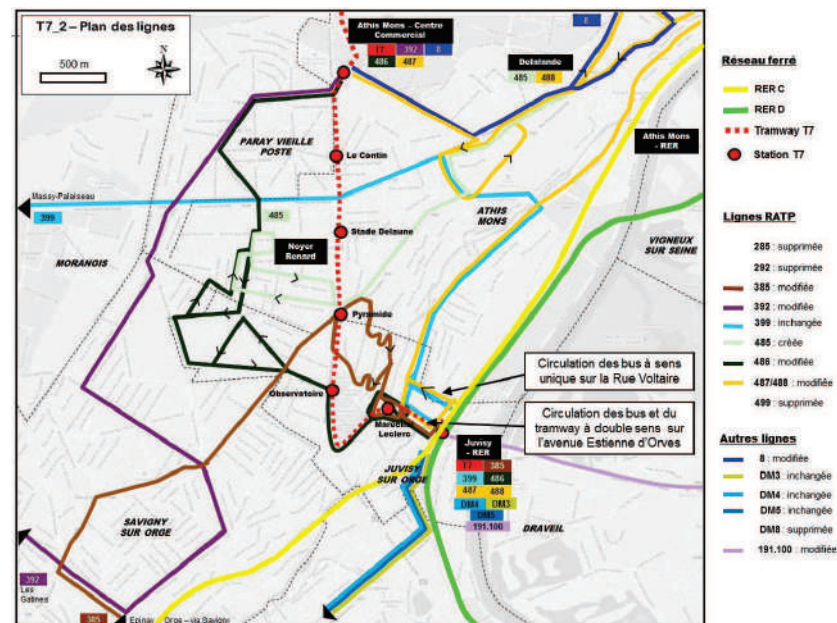 T7_2 – Plan des lignes
N
500 m
Athis Mons – Centre
Commercial
T7 392 8
486 487
8
Delalande
485 488
PARAY VIEILLE
POSTE
Le Contin
Athis Mons
- RER
Massy-Palaiseau
399
485
ATHIS
MONS
Stade Delaune
Noyer
Renard
MORANGIS
VIGNEUX
SUR SEINE
Pyramide
Circulation des bus à sens
unique sur la Rue Voltaire
Observatoire
Maréchal
Leclerc
Circulation des bus et du
tramway à double sens sur
l'avenue Estienne d'Orves
Juvisy
- RER
T7 385
399 486
487 488
DM4 DM3
DM5
191.100
JUVISY
SUR ORGE
SAVIGNY
SUR ORGE
DRAVEIL
392
Les
Gatines
385
Epinay Orge – via Savigny
Réseau ferré
RER C
RER D
Tramway T7
Station T7
Lignes RATP
285 : supprimée
292 : supprimée
385 : modifiée
392 : modifiée
399 : inchangée
485 : créée
486 : modifiée
487/488 : modifiée
499 : supprimée
Autres lignes
8 : modifiée
DM3 : inchangée
DM4 : inchangée
DM5 : inchangée
DM8 : supprimée
191.100 : modifiée